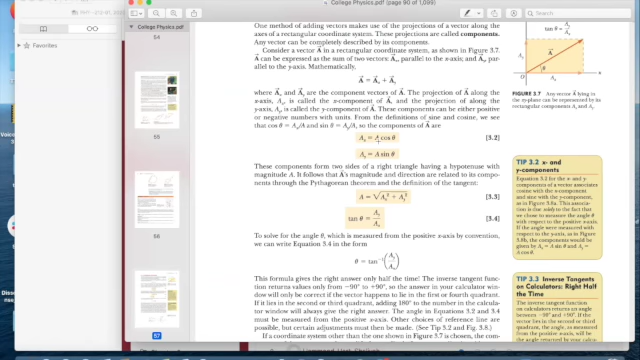 College Physics.pdf (page 90 of 1,099)
Search
Favorites
College Physics.pdf
54
55
56
57
One method of adding vectors makes use of the projections of a vector along the
axes of a rectangular coordinate system. These projections are called components.
Any vector can be completely described by its components.
Consider a vector A⃗ in a rectangular coordinate system, as shown in Figure 3.7.
A⃗ can be expressed as the sum of two vectors: A⃗ₓ, parallel to the x-axis; and A⃗ᵧ, par-
allel to the y-axis. Mathematically,
A⃗ = A⃗ₓ + A⃗ᵧ
where A⃗ₓ and A⃗ᵧ are the component vectors of A⃗. The projection of A⃗ along the
x-axis, Aₓ, is called the x-component of A⃗, and the projection of A⃗ along the
y-axis, Aᵧ, is called the y-component of A⃗. These components can be either positive
or negative numbers with units. From the definitions of sine and cosine, we see
that cos θ = Aₓ/A and sin θ = Aᵧ/A, so the components of A⃗ are
Aₓ = A cos θ
[3.2]
Aᵧ = A sin θ
These components form two sides of a right triangle having a hypotenuse with
magnitude A. It follows that A⃗'s magnitude and direction are related to its com-
ponents through the Pythagorean theorem and the definition of the tangent:
A = √Aₓ² + Aᵧ²
[3.3]
tan θ = Aᵧ/Aₓ
[3.4]
To solve for the angle θ, which is measured from the positive x-axis by convention,
we can write Equation 3.4 in the form
θ = tan⁻¹(Aᵧ/Aₓ)
This formula gives the right answer only half the time! The inverse tangent func-
tion returns values only from −90° to +90°, so the answer in your calculator win-
dow will only be correct if the vector happens to lie in the first or fourth quadrant.
If it lies in the second or third quadrant, adding 180° to the number in the calcula-
tor window will always give the right answer. The angle in Equations 3.2 and 3.4
must be measured from the positive x-axis. Other choices of reference line are
possible, but certain adjustments must then be made. (See Tip 3.2 and Fig. 3.8.)
If a coordinate system other than the one shown in Figure 3.7 is chosen, the com-
tan θ = Aᵧ/Aₓ
A⃗
Aᵧ
θ
O
Aₓ
x
FIGURE 3.7 Any vector A⃗ lying in
the xy-plane can be represented by its
rectangular components Aₓ and Aᵧ.
TIP 3.2 x- and
y-components
Equation 3.2 for the x- and y-
components of a vector associates
cosine with the x-component
and sine with the y-component,
as in Figure 3.8a. This association
is due solely to the fact that
we chose to measure the angle θ
with respect to the positive x-axis.
If the angle were measured with
respect to the y-axis, as in Figure
3.8b, the components would be
given by Aₓ = A sin θ and Aᵧ =
A cos θ.
TIP 3.3 Inverse Tangents
on Calculators: Right Half
the Time
The inverse tangent function
on calculators returns an angle
between −90° and +90°. If the
vector lies in the second or third
quadrant, the angle, as measured
from the positive x-axis, will be